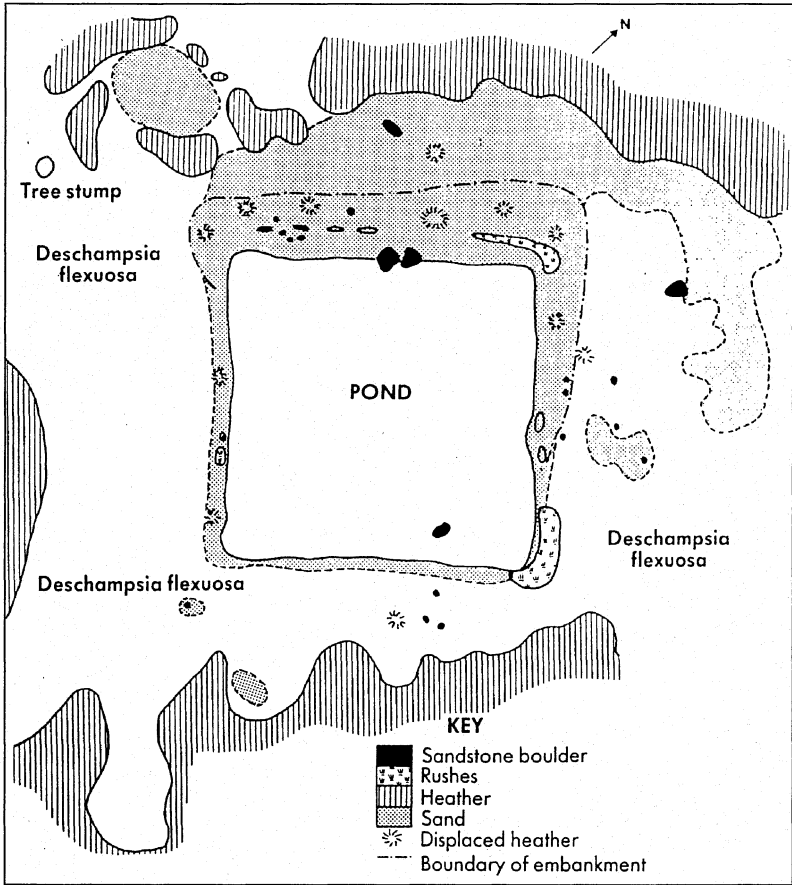 N
Tree stump
Deschampsia
flexuosa
POND
Deschampsia
flexuosa
Deschampsia flexuosa
KEY
Sandstone boulder
Rushes
Heather
Sand
Displaced heather
Boundary of embankment